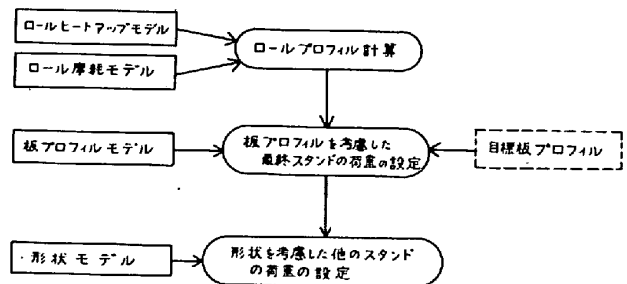 ロールヒートアップモデル
ロール摩耗モデル
ロールプロフィル計算
板プロフィルモデル
板プロフィルを考慮した
最終スタンドの荷重の設定
目標板プロフィル
形状モデル
形状を考慮した他のスタンド
の荷重の設定